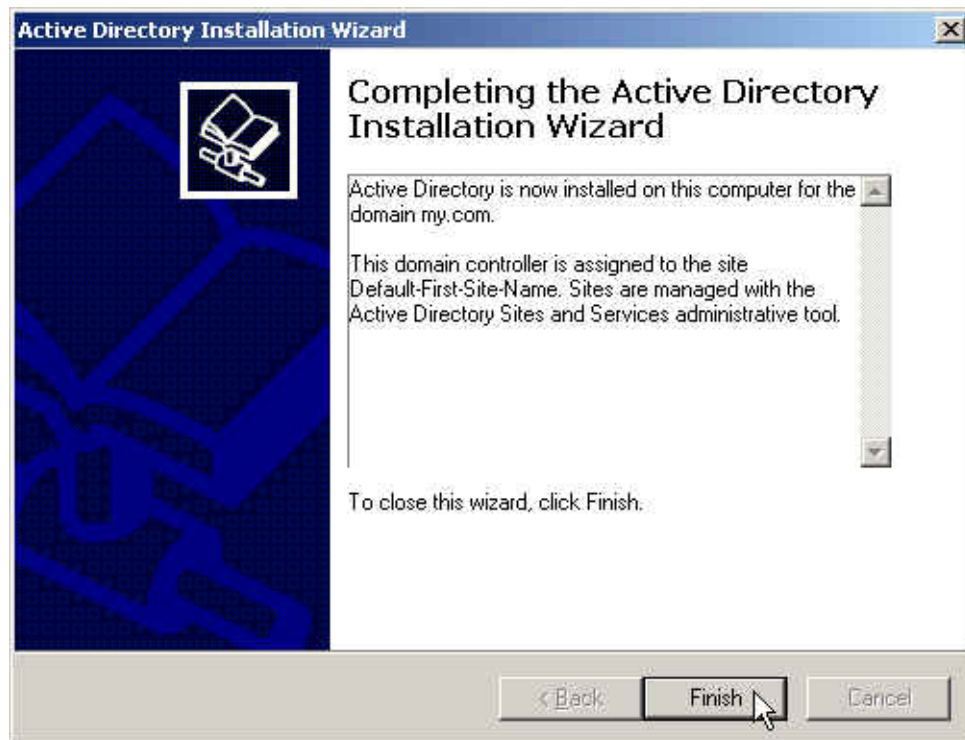 Active Directory Installation Wizard
Completing the Active Directory
Installation Wizard
Active Directory is now installed on this computer for the
domain my.com.
This domain controller is assigned to the site
Default-First-Site-Name. Sites are managed with the
Active Directory Sites and Services administrative tool.
To close this wizard, click Finish.
< Back Finish Cancel